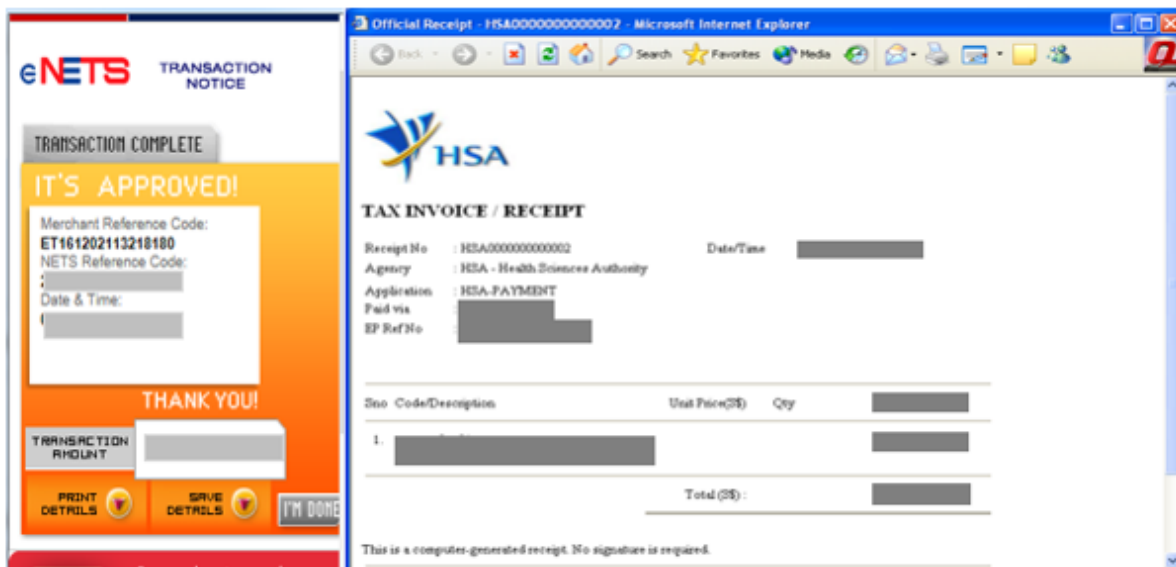 eNETS
TRANSACTION
NOTICE
TRANSACTION COMPLETE
IT'S APPROVED!
Merchant Reference Code:
ET161202113218180
NETS Reference Code:
Date & Time:
THANK YOU!
TRANSACTION
AMOUNT
PRINT
DETAILS
SAVE
DETAILS
I'M DONE
Official Receipt - HSA0000000000002 - Microsoft Internet Explorer
Back
Search
Favorites
Media
HSA
TAX INVOICE / RECEIPT
Receipt No : HSA000000000002 Date/Time
Agency : HSA - Health Sciences Authority
Application : HSA-PAYMENT
Paid via :
EP Ref No :
Sno Code/Description Unit Price(S$) Qty
1.
Total (S$) :
This is a computer-generated receipt. No signature is required.